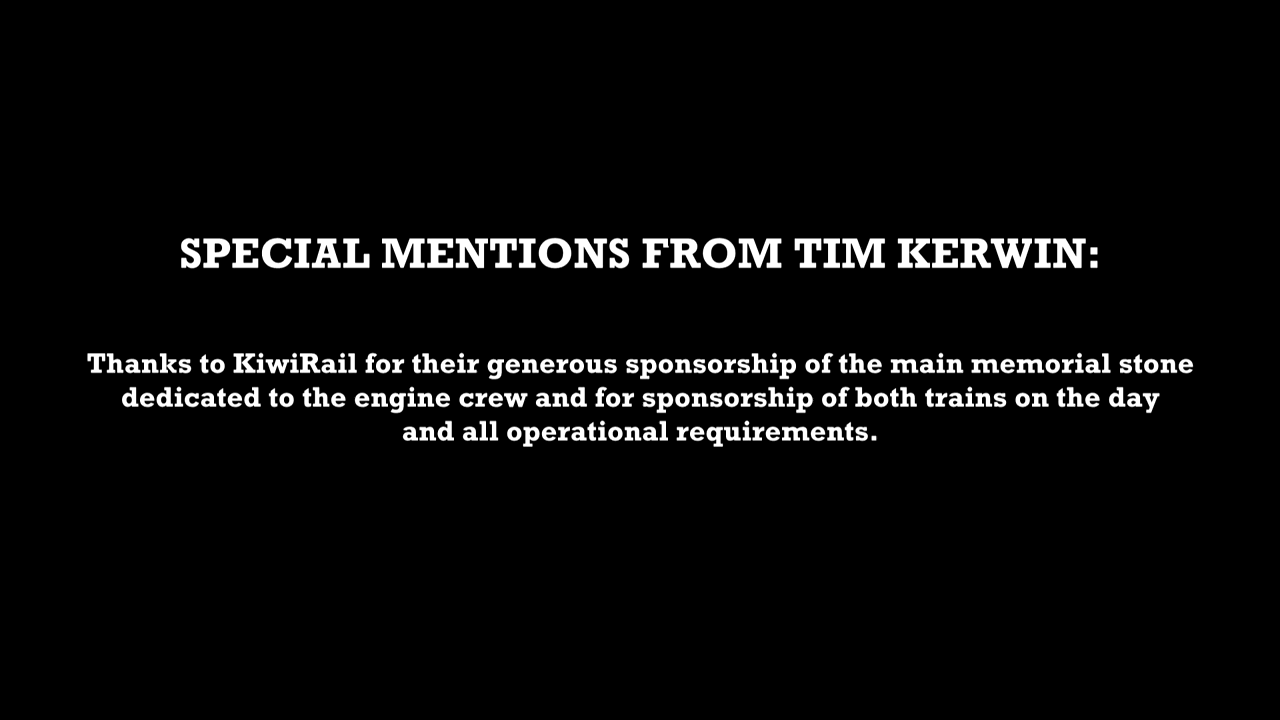 SPECIAL MENTIONS FROM TIM KERWIN:
Thanks to KiwiRail for their generous sponsorship of the main memorial stone
dedicated to the engine crew and for sponsorship of both trains on the day
and all operational requirements.